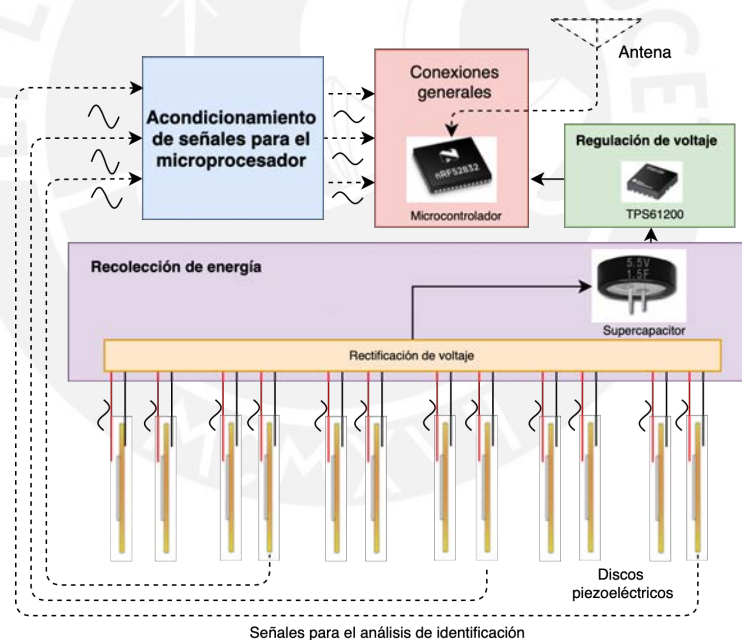 Antena
Conexiones
generales
Acondicionamiento
de señales para el
microprocesador
nRF52832
Microcontrolador
Regulación de voltaje
TPS61200
Recolección de energía
5.5V
1.5F
Supercapacitor
Rectificación de voltaje
Discos
piezoeléctricos
Señales para el análisis de identificación